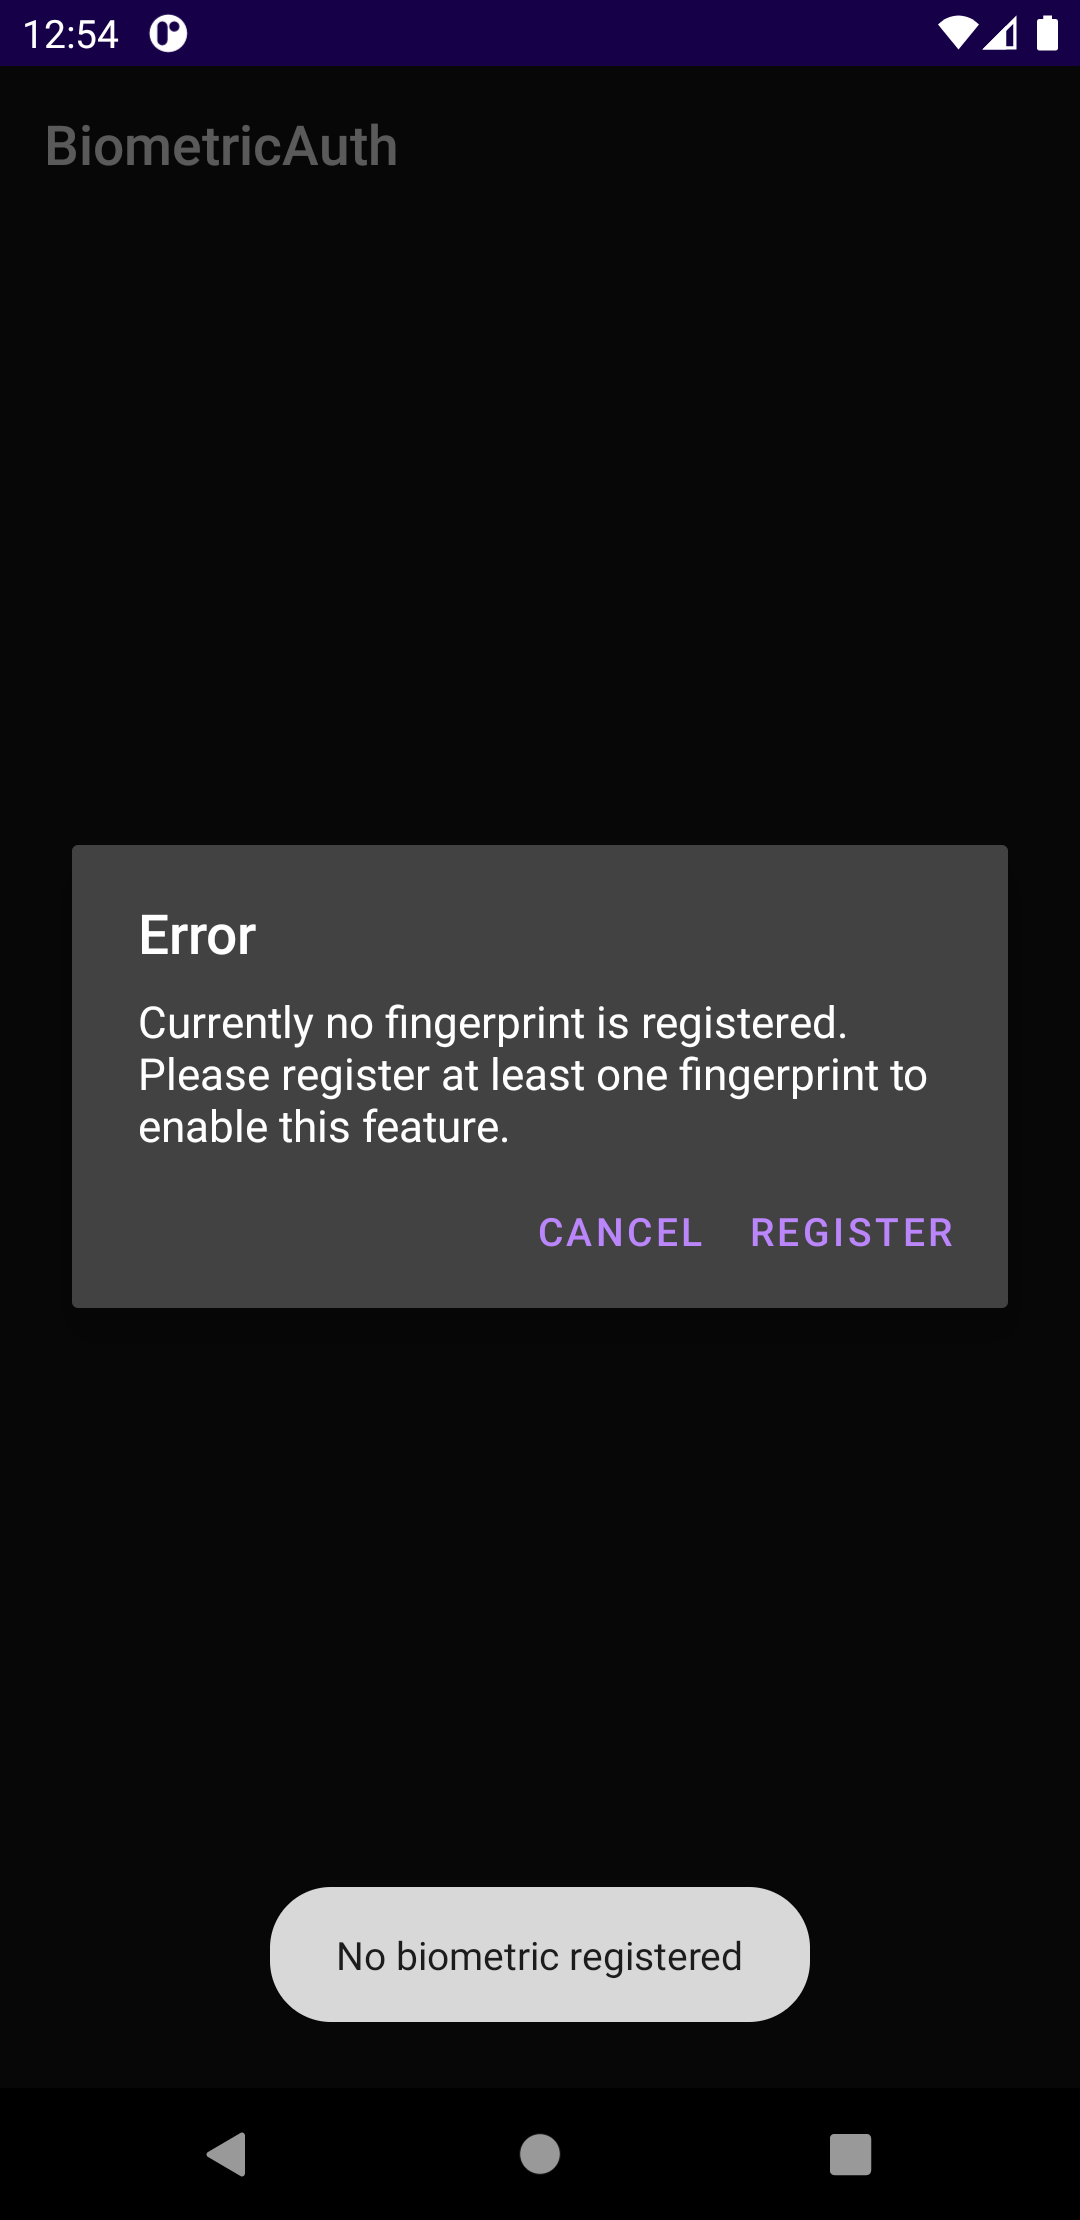 12:54
BiometricAuth
Error
Currently no fingerprint is registered.
Please register at least one fingerprint to
enable this feature.
CANCEL REGISTER
No biometric registered